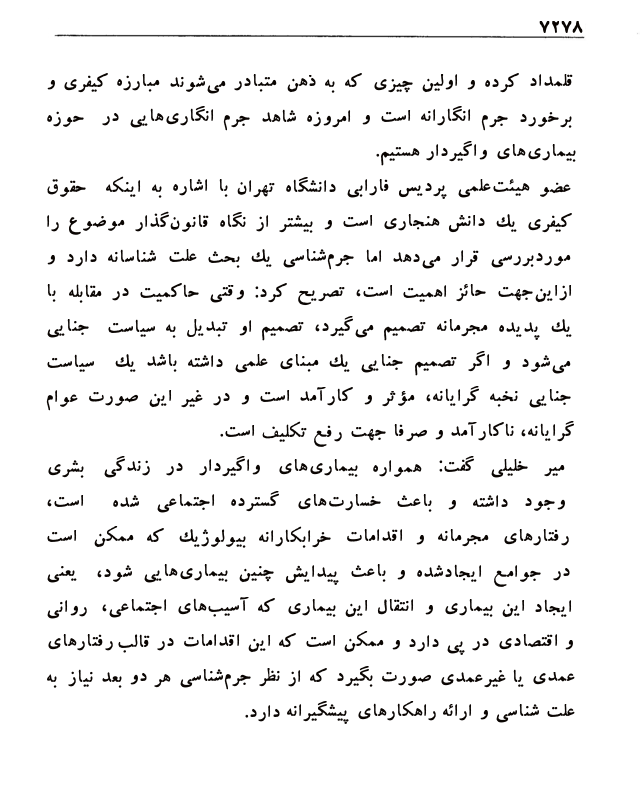 ۷۲۷۸
قلمداد کرده و اولین چیزی که به ذهن متبادر می‌شوند مبارزه کیفری و
برخورد جرم انگارانه است و امروزه شاهد جرم انگاری‌هایی در حوزه
بیماری‌های واگیردار هستیم.
عضو هیئت‌علمی پردیس فارابی دانشگاه تهران با اشاره به اینکه حقوق
کیفری یک دانش هنجاری است و بیشتر از نگاه قانون‌گذار موضوع را
موردبررسی قرار می‌دهد اما جرم‌شناسی یک بحث علت شناسانه دارد و
ازاین‌جهت حائز اهمیت است، تصریح کرد: وقتی حاکمیت در مقابله با
یک پدیده مجرمانه تصمیم می‌گیرد، تصمیم او تبدیل به سیاست جنایی
می‌شود و اگر تصمیم جنایی یک مبنای علمی داشته باشد یک سیاست
جنایی نخبه گرایانه، مؤثر و کارآمد است و در غیر این صورت عوام
گرایانه، ناکارآمد و صرفا جهت رفع تکلیف است.
میر خلیلی گفت: همواره بیماری‌های واگیردار در زندگی بشری
وجود داشته و باعث خسارت‌های گسترده اجتماعی شده است،
رفتارهای مجرمانه و اقدامات خرابکارانه بیولوژیک که ممکن است
در جوامع ایجادشده و باعث پیدایش چنین بیماری‌هایی شود، یعنی
ایجاد این بیماری و انتقال این بیماری که آسیب‌های اجتماعی، روانی
و اقتصادی در پی دارد و ممکن است که این اقدامات در قالب رفتارهای
عمدی یا غیرعمدی صورت بگیرد که از نظر جرم‌شناسی هر دو بعد نیاز به
علت شناسی و ارائه راهکارهای پیشگیرانه دارد.